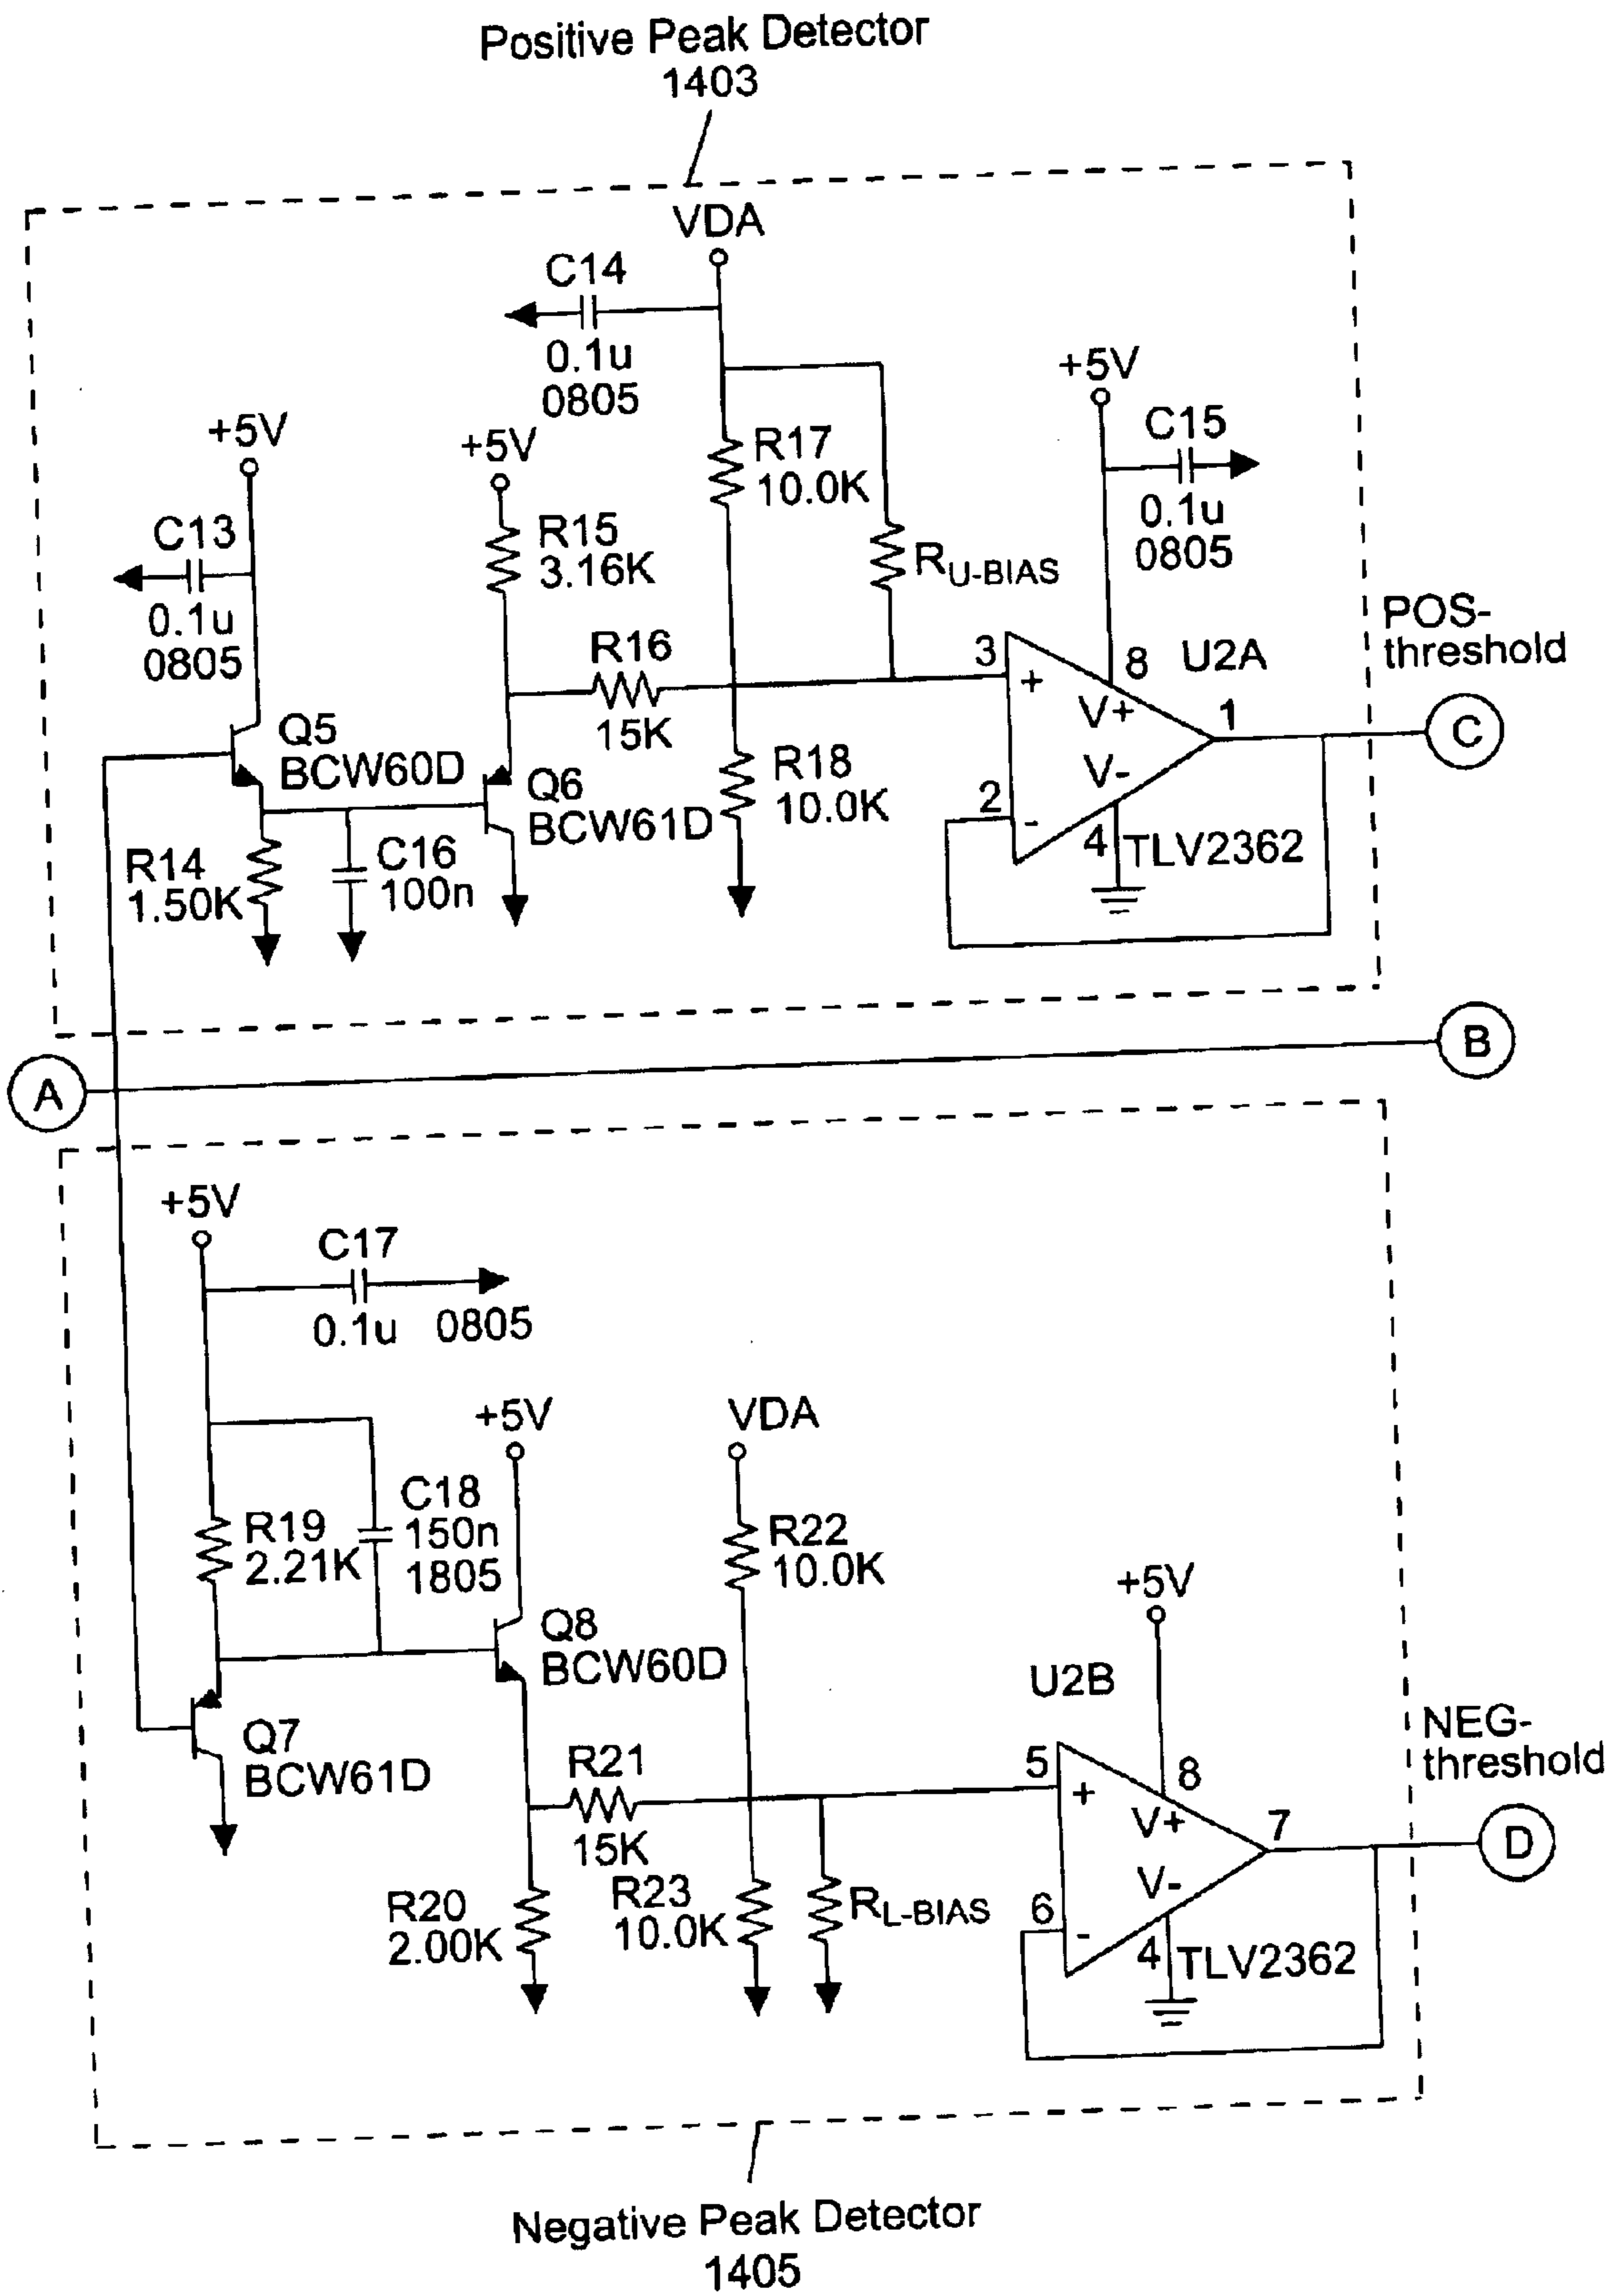 Positive Peak Detector
1403
VDA
C14
0.1u
0805
+5V
C15
0.1u
0805
+5V
+5V
R17
10.0K
C13
0.1u
0805
R15
3.16K
RU-BIAS
POS-
threshold
R16
15K
3
+
8
U2A
V+
1
C
Q5
BCW60D
V-
R18
10.0K
Q6
BCW61D
2
-
4
TLV2362
R14
1.50K
C16
100n
A
B
+5V
C17
0.1u 0805
+5V
VDA
C18
150n
1805
R19
2.21K
R22
10.0K
+5V
Q8
BCW60D
U2B
Q7
BCW61D
NEG-
threshold
R21
15K
5
+
8
V+
7
D
R20
2.00K
R23
10.0K
RL-BIAS
V-
6
-
4
TLV2362
Negative Peak Detector
1405